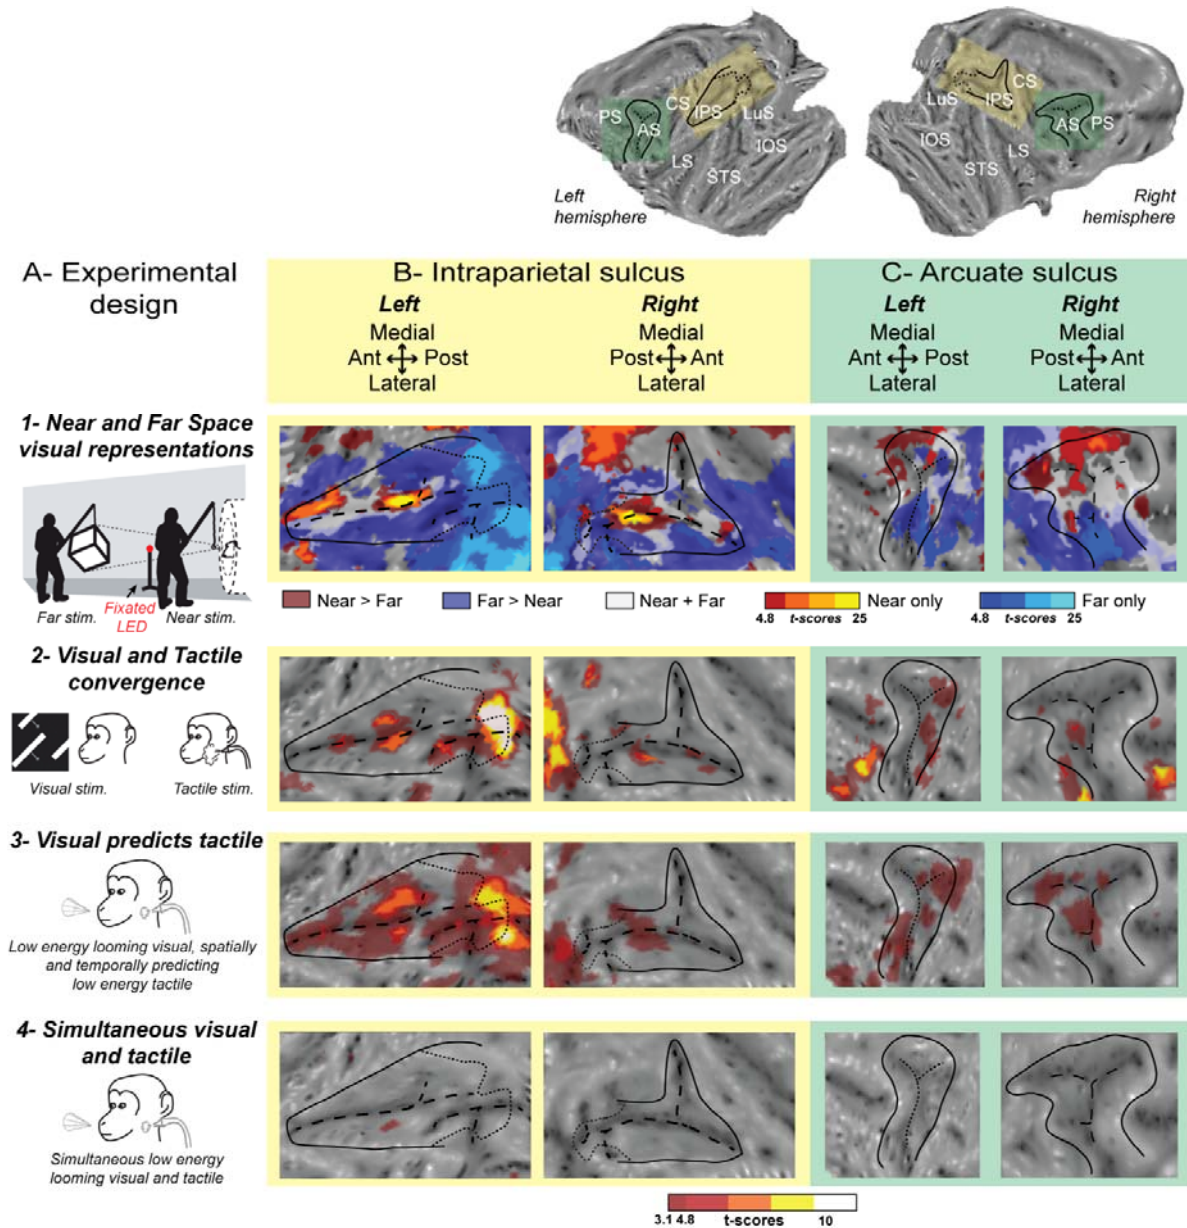 PS
AS
CS
IPS
LuS
IOS
LS
STS
Left
hemisphere
LuS
IPS
CS
AS
PS
IOS
STS
LS
Right
hemisphere
A- Experimental
design
B- Intraparietal sulcus
Left
Medial
Ant Post
Lateral
Right
Medial
Post Ant
Lateral
C- Arcuate sulcus
Left
Medial
Ant Post
Lateral
Right
Medial
Post Ant
Lateral
1- Near and Far Space
visual representations
Far stim.
Fixated
LED
Near stim.
Near > Far
Far > Near
Near + Far
Near only
4.8 t-scores 25
Far only
4.8 t-scores 25
2- Visual and Tactile
convergence
Visual stim.
Tactile stim.
3- Visual predicts tactile
Low energy looming visual, spatially
and temporally predicting
low energy tactile
4- Simultaneous visual
and tactile
Simultaneous low energy
looming visual and tactile
3.1 4.8 t-scores 10